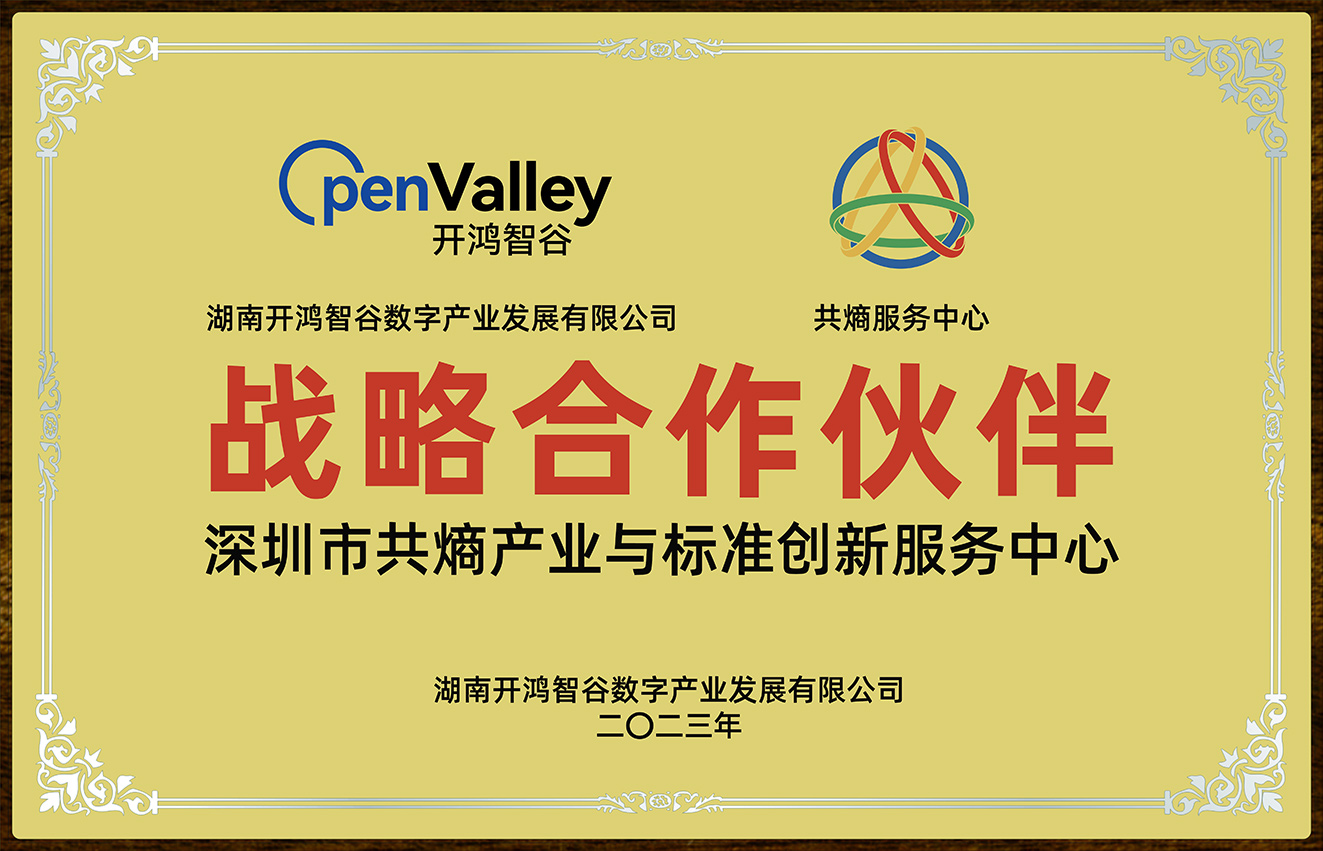 OpenValley
开鸿智谷
湖南开鸿智谷数字产业发展有限公司
共熵服务中心
战略合作伙伴
深圳市共熵产业与标准创新服务中心
湖南开鸿智谷数字产业发展有限公司
二〇二三年